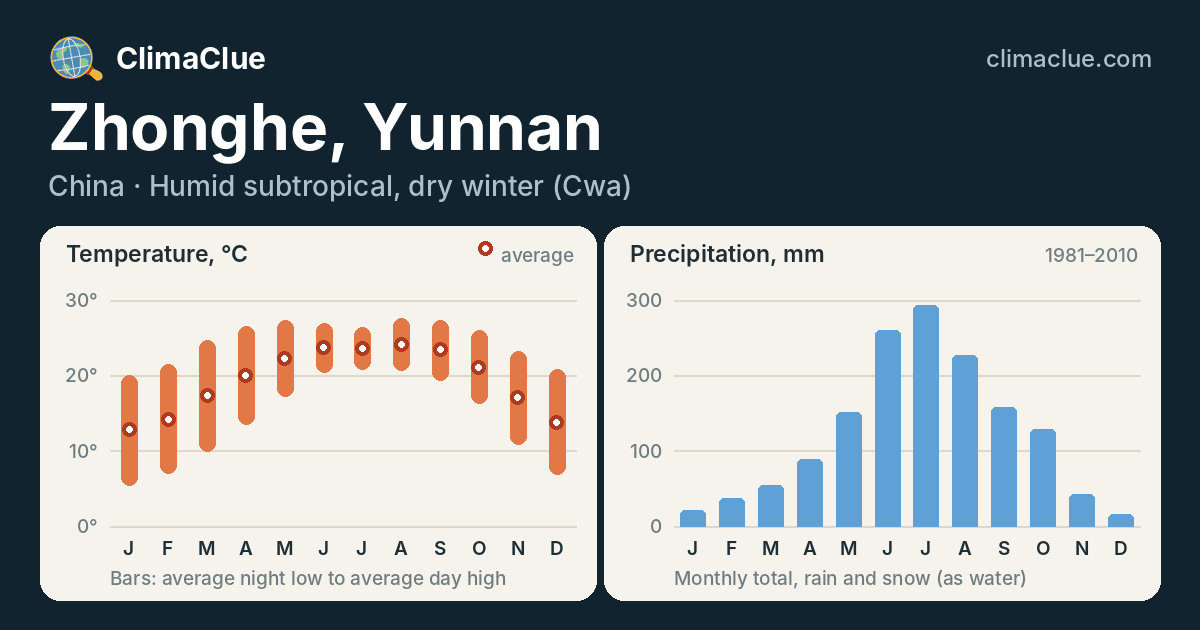 ClimaClue
climaclue.com
Zhonghe, Yunnan
China · Humid subtropical, dry winter (Cwa)
Temperature, °C
average
30°
20°
10°
0°
J F M A M J J A S O N D
Bars: average night low to average day high
Precipitation, mm
1981–2010
300
200
100
0
J F M A M J J A S O N D
Monthly total, rain and snow (as water)